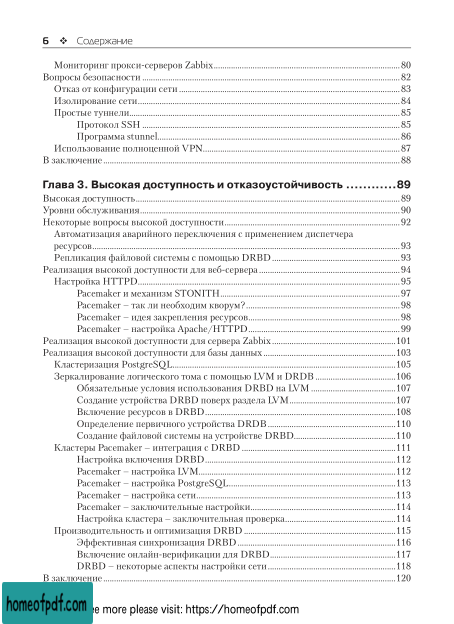 6 ❖ Содержание
Мониторинг прокси-серверов Zabbix 80
Вопросы безопасности 82
Отказ от конфигурации сети 83
Изолирование сети 84
Простые туннели 85
Протокол SSH 85
Программа stunnel 86
Использование полноценной VPN 87
В заключение 88
Глава 3. Высокая доступность и отказоустойчивость 89
Высокая доступность 89
Уровни обслуживания 90
Некоторые вопросы высокой доступности 92
Автоматизация аварийного переключения с применением диспетчера
ресурсов 93
Репликация файловой системы с помощью DRBD 93
Реализация высокой доступности для веб-сервера 94
Настройка HTTPD 95
Pacemaker и механизм STONITH 97
Pacemaker – так ли необходим кворум? 98
Pacemaker – идея закрепления ресурсов 98
Pacemaker – настройка Apache/HTTPD 99
Реализация высокой доступности для сервера Zabbix 101
Реализация высокой доступности для базы данных 103
Кластеризация PostgreSQL 105
Зеркалирование логического тома с помощью LVM и DRDB 106
Обязательные условия использования DRBD на LVM 107
Создание устройства DRBD поверх раздела LVM 107
Включение ресурсов в DRBD 108
Определение первичного устройства DRDB 110
Создание файловой системы на устройстве DRBD 110
Кластеры Pacemaker – интеграция с DRBD 111
Настройка включения DRBD 112
Pacemaker – настройка LVM 112
Pacemaker – настройка PostgreSQL 113
Pacemaker – настройка сети 113
Pacemaker – заключительные настройки 114
Настройка кластера – заключительная проверка 114
Производительность и оптимизация DRBD 115
Эффективная синхронизация DRBD 116
Включение онлайн-верификации для DRBD 117
DRBD – некоторые аспекты настройки сети 118
В заключение 120
homeofpdf.com
ee more please visit: https://homeofpdf.com